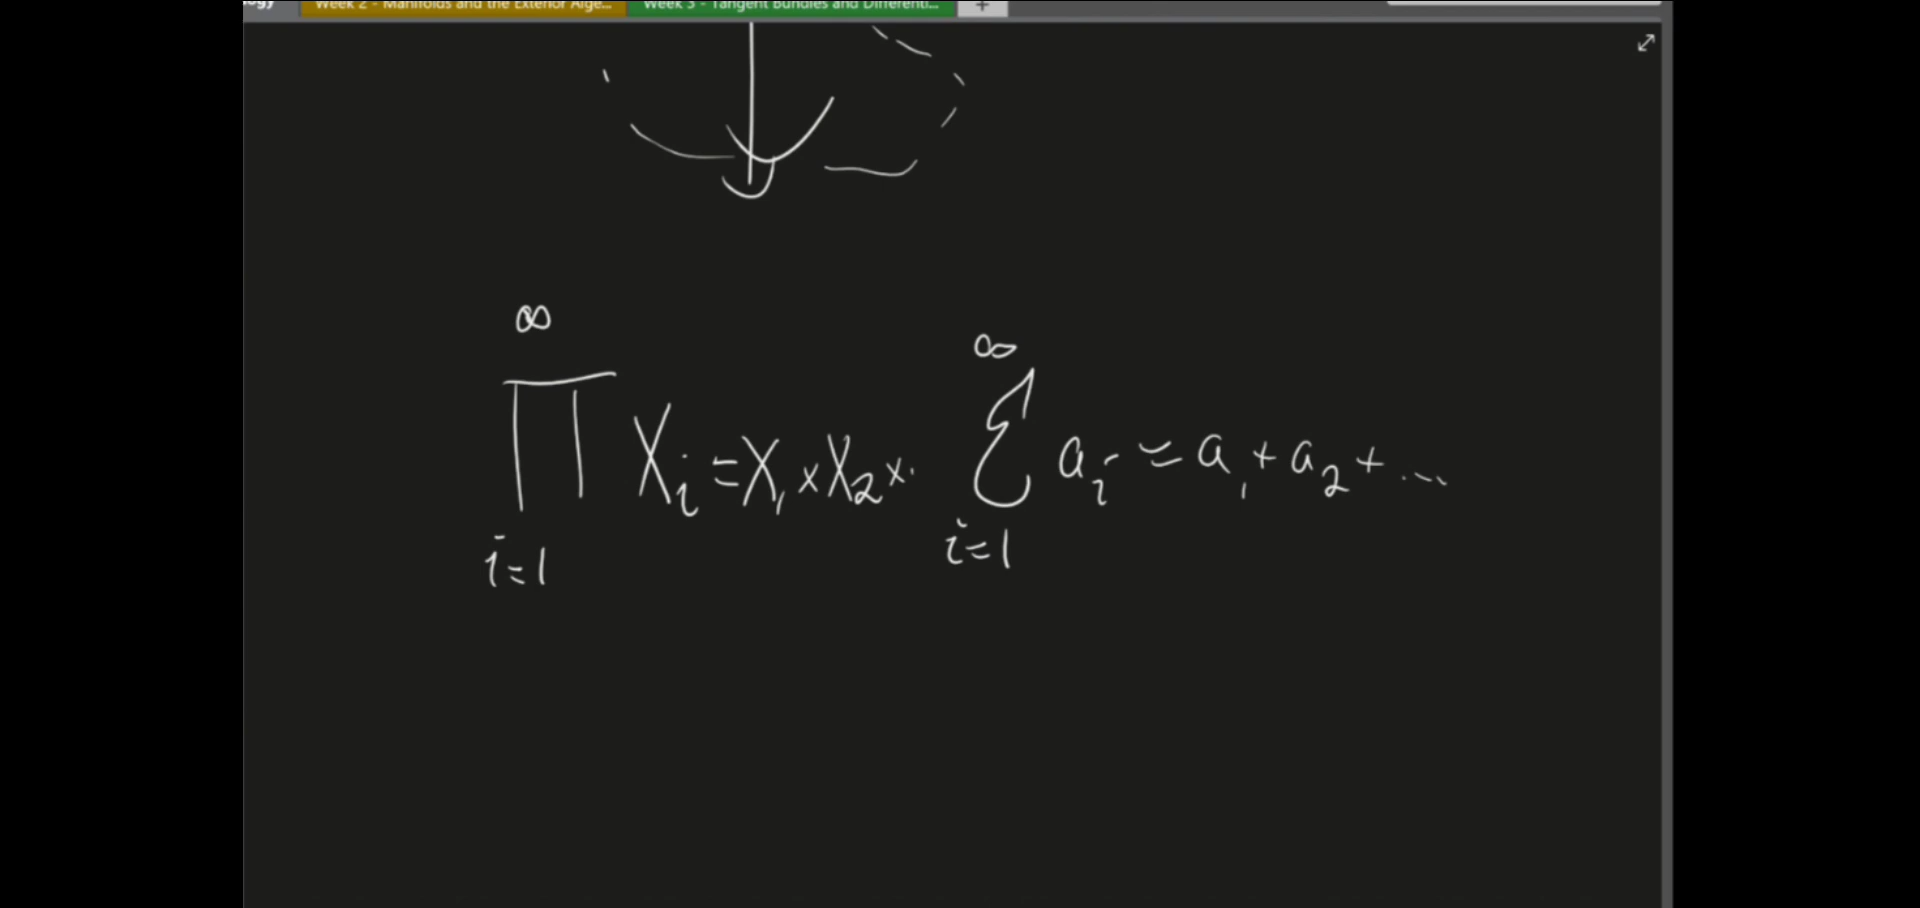 Week 2 - Manifolds and the Exterior Alge...
Week 3 - Tangent Bundles and Differenti...
+
∞
∏ Xᵢ = X₁ × X₂ × ·
i=1
∞
∑ aᵢ = a₁ + a₂ + ...
i=1